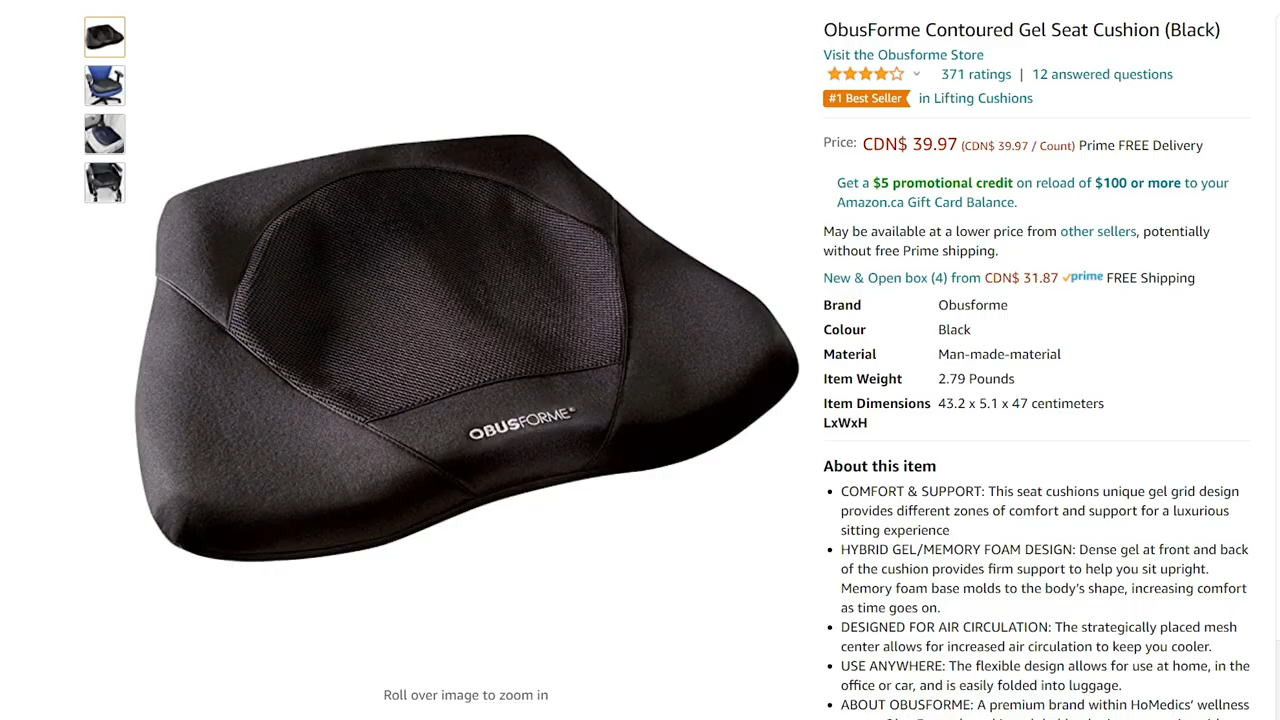 ObusForme Contoured Gel Seat Cushion (Black)
Visit the Obusforme Store
371 ratings | 12 answered questions
#1 Best Seller in Lifting Cushions
Price: CDN$ 39.97 (CDN$ 39.97 / Count) Prime FREE Delivery
Get a $5 promotional credit on reload of $100 or more to your
Amazon.ca Gift Card Balance.
May be available at a lower price from other sellers, potentially
without free Prime shipping.
New & Open box (4) from CDN$ 31.87 prime FREE Shipping
Brand Obusforme
Colour Black
Material Man-made-material
Item Weight 2.79 Pounds
Item Dimensions 43.2 x 5.1 x 47 centimeters
LxWxH
OBUSFORME®
About this item
• COMFORT & SUPPORT: This seat cushions unique gel grid design
provides different zones of comfort and support for a luxurious
sitting experience
• HYBRID GEL/MEMORY FOAM DESIGN: Dense gel at front and back
of the cushion provides firm support to help you sit upright.
Memory foam base molds to the body's shape, increasing comfort
as time goes on.
• DESIGNED FOR AIR CIRCULATION: The strategically placed mesh
center allows for increased air circulation to keep you cooler.
• USE ANYWHERE: The flexible design allows for use at home, in the
office or car, and is easily folded into luggage.
• ABOUT OBUSFORME: A premium brand within HoMedics' wellness
Roll over image to zoom in